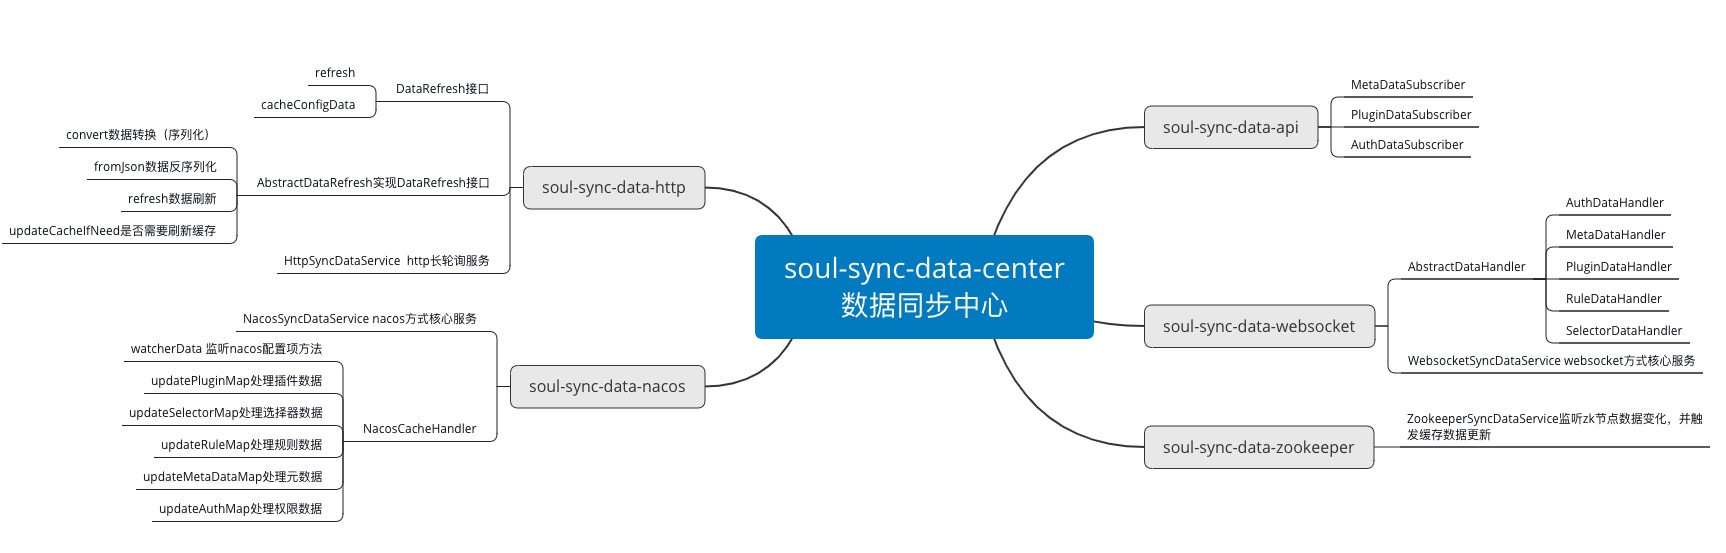 soul-sync-data-center
数据同步中心
soul-sync-data-api
MetaDataSubscriber
PluginDataSubscriber
AuthDataSubscriber
soul-sync-data-websocket
AbstractDataHandler
AuthDataHandler
MetaDataHandler
PluginDataHandler
RuleDataHandler
SelectorDataHandler
WebsocketSyncDataService websocket方式核心服务
soul-sync-data-zookeeper
ZookeeperSyncDataService监听zk节点数据变化，并触
发缓存数据更新
soul-sync-data-http
DataRefresh接口
refresh
cacheConfigData
AbstractDataRefresh实现DataRefresh接口
convert数据转换（序列化）
fromJson数据反序列化
refresh数据刷新
updateCacheIfNeed是否需要刷新缓存
HttpSyncDataService  http长轮询服务
soul-sync-data-nacos
NacosSyncDataService nacos方式核心服务
NacosCacheHandler
watcherData 监听nacos配置项方法
updatePluginMap处理插件数据
updateSelectorMap处理选择器数据
updateRuleMap处理规则数据
updateMetaDataMap处理元数据
updateAuthMap处理权限数据